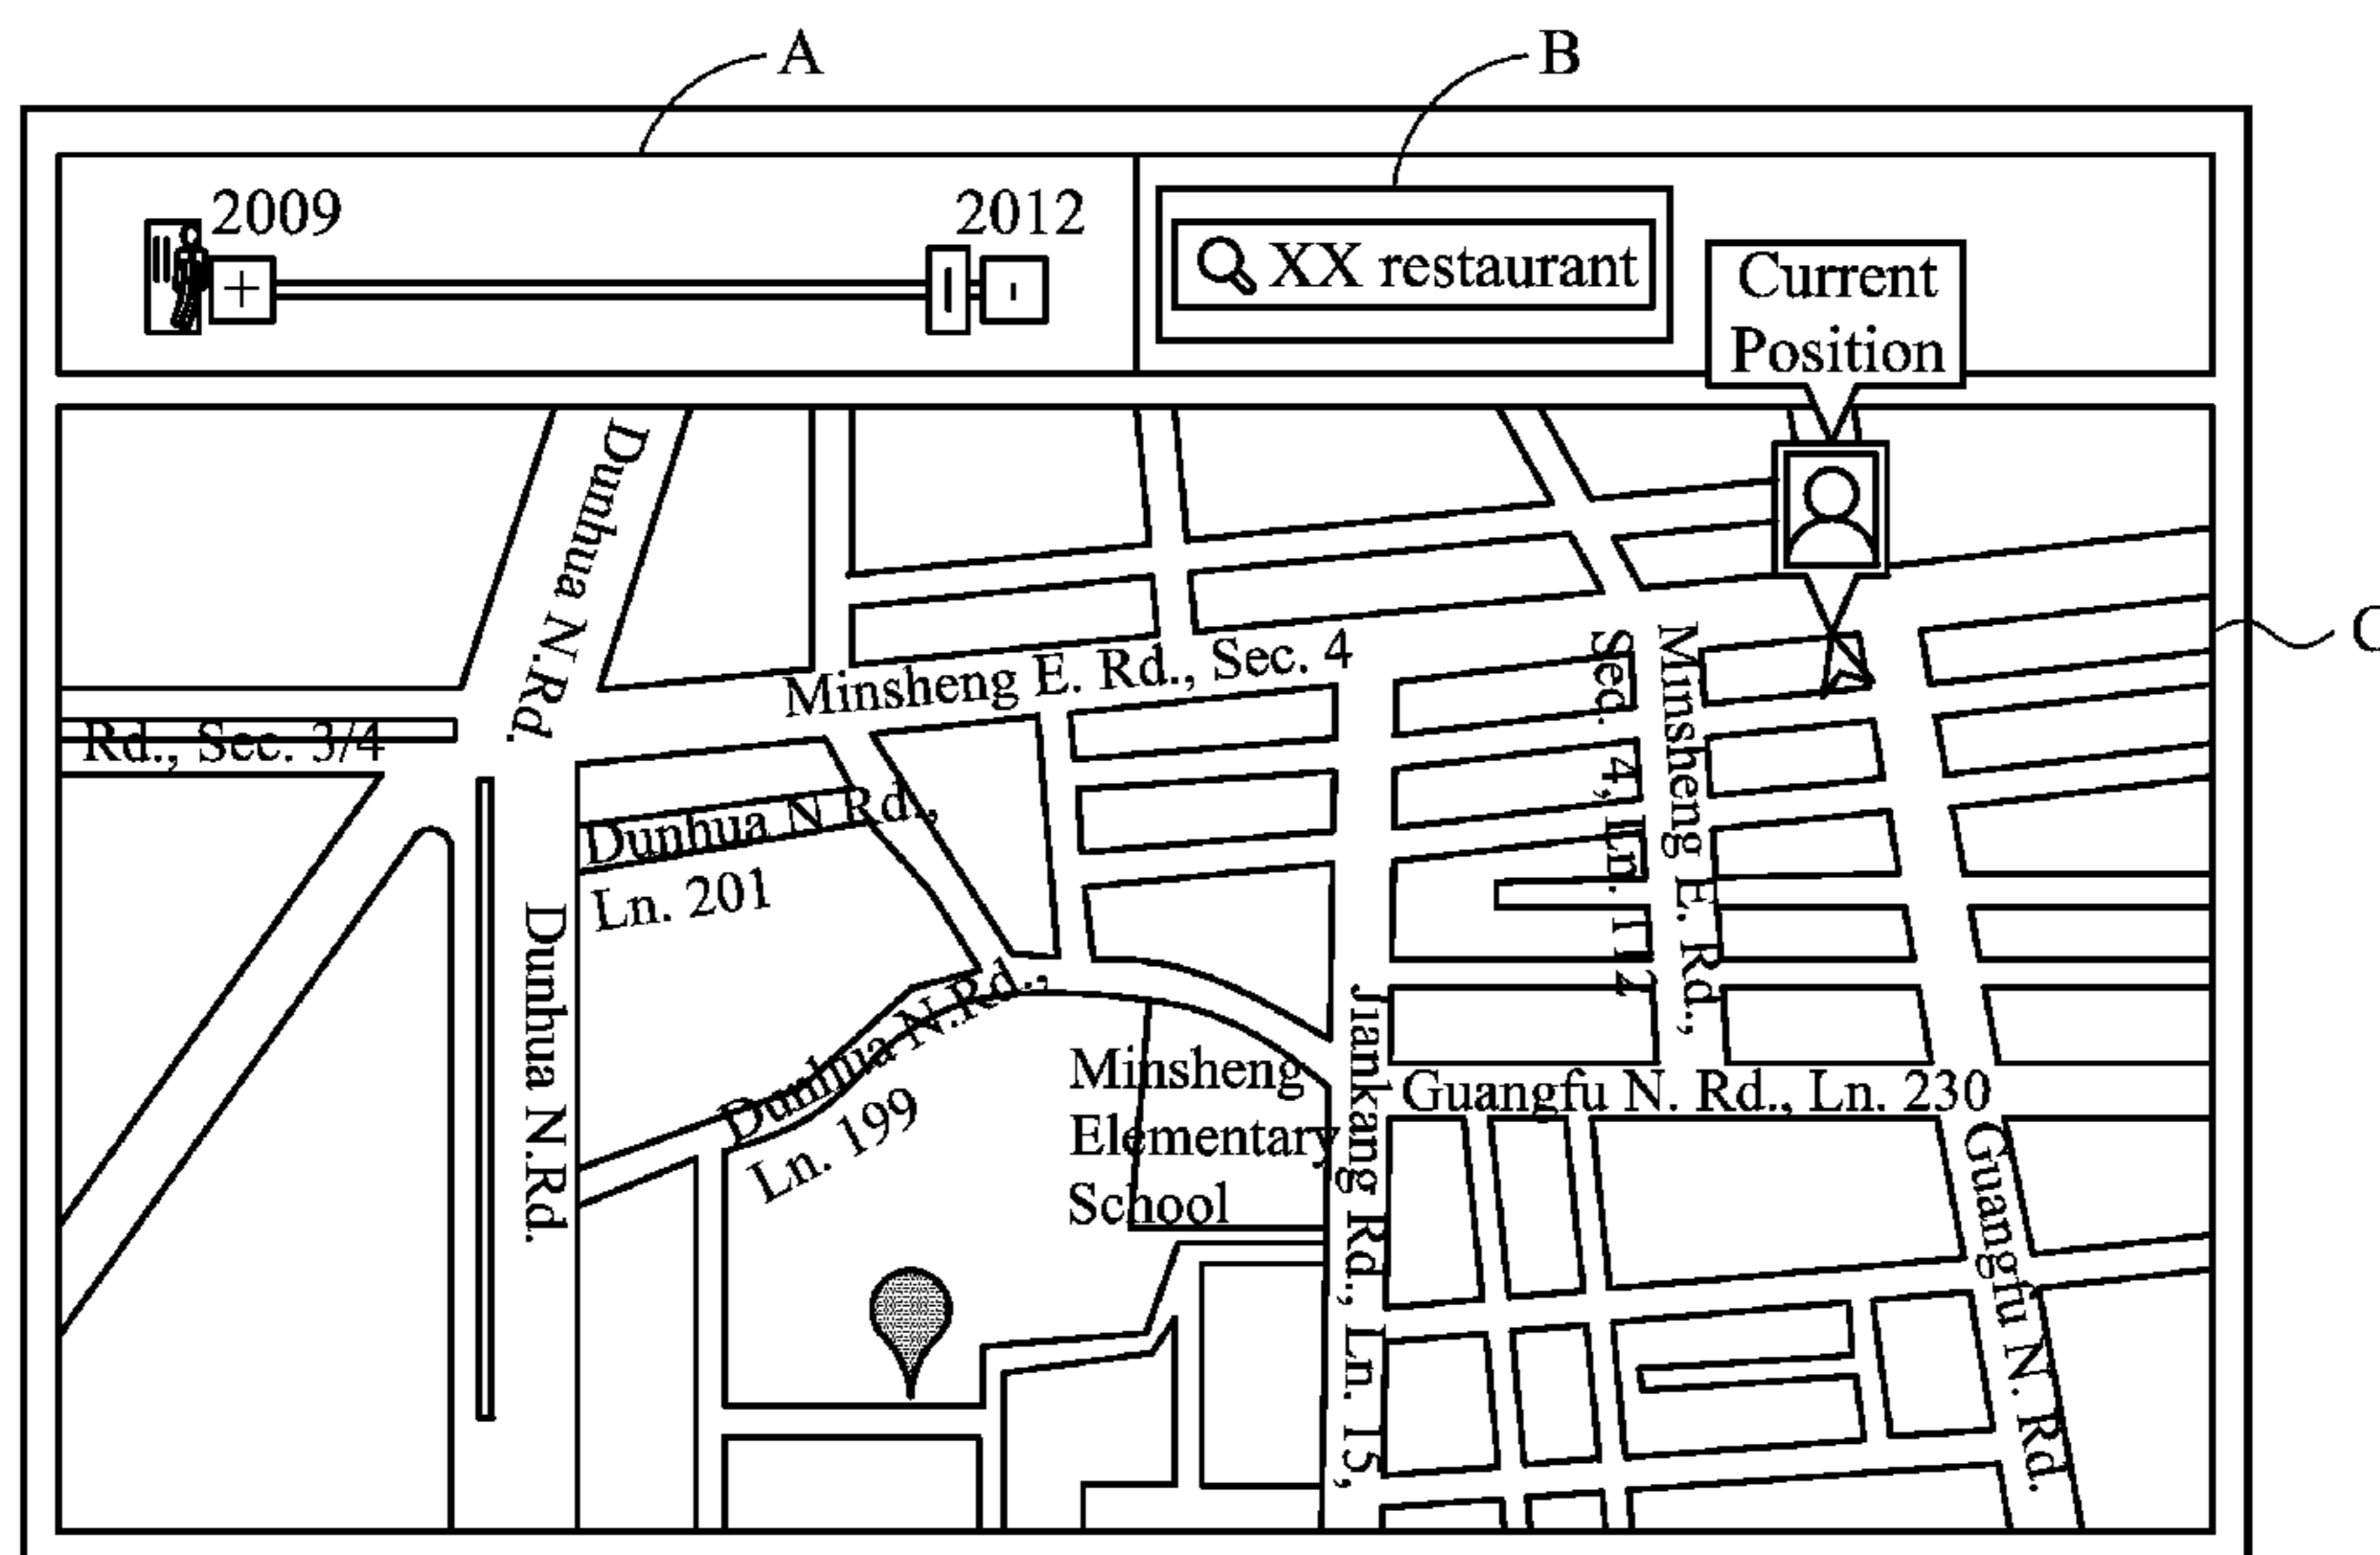 A
B
2009
2012
+
XX restaurant
Current
Position
C
Dunhua N.Rd.
Minsheng E. Rd., Sec. 4
Rd., Sec. 3/4
Dunhua N Rd.,
Ln. 201
Dunhua N.Rd.
Dunhua N.Rd.,
Ln. 199
Minsheng
Elementary
School
Minsheng E. Rd.,
Sec. 4, Ln. 112
Jiankang Rd., Ln. 15,
Guangfu N. Rd., Ln. 230
Guangfu N. Rd.